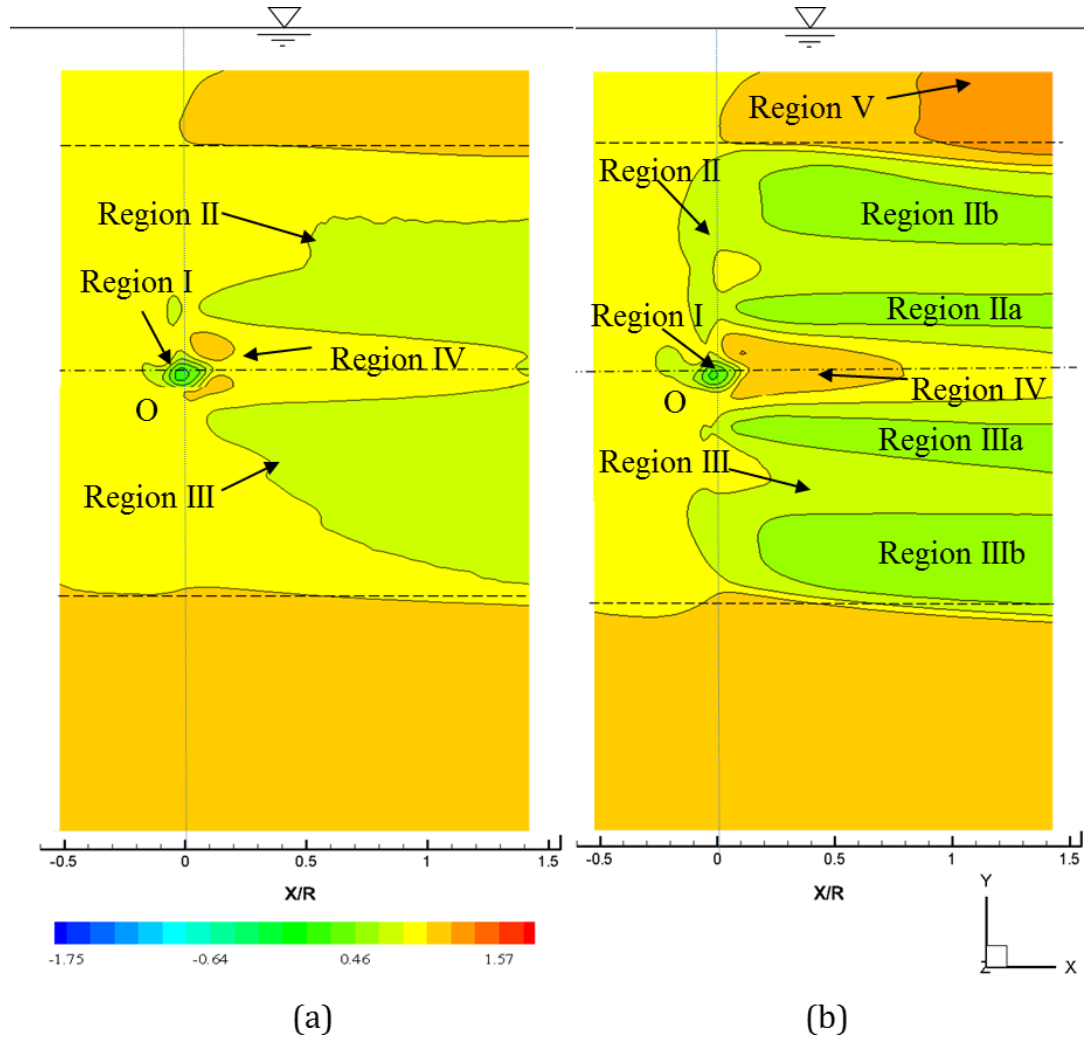 Region II
Region I
Region IV
O
Region III
-0.5 0 0.5 1 1.5
X/R
-1.75 -0.64 0.46 1.57
(a)
Region V
Region II
Region IIb
Region IIa
Region I
Region IV
O
Region IIIa
Region III
Region IIIb
-0.5 0 0.5 1 1.5
X/R
Y
Z X
(b)